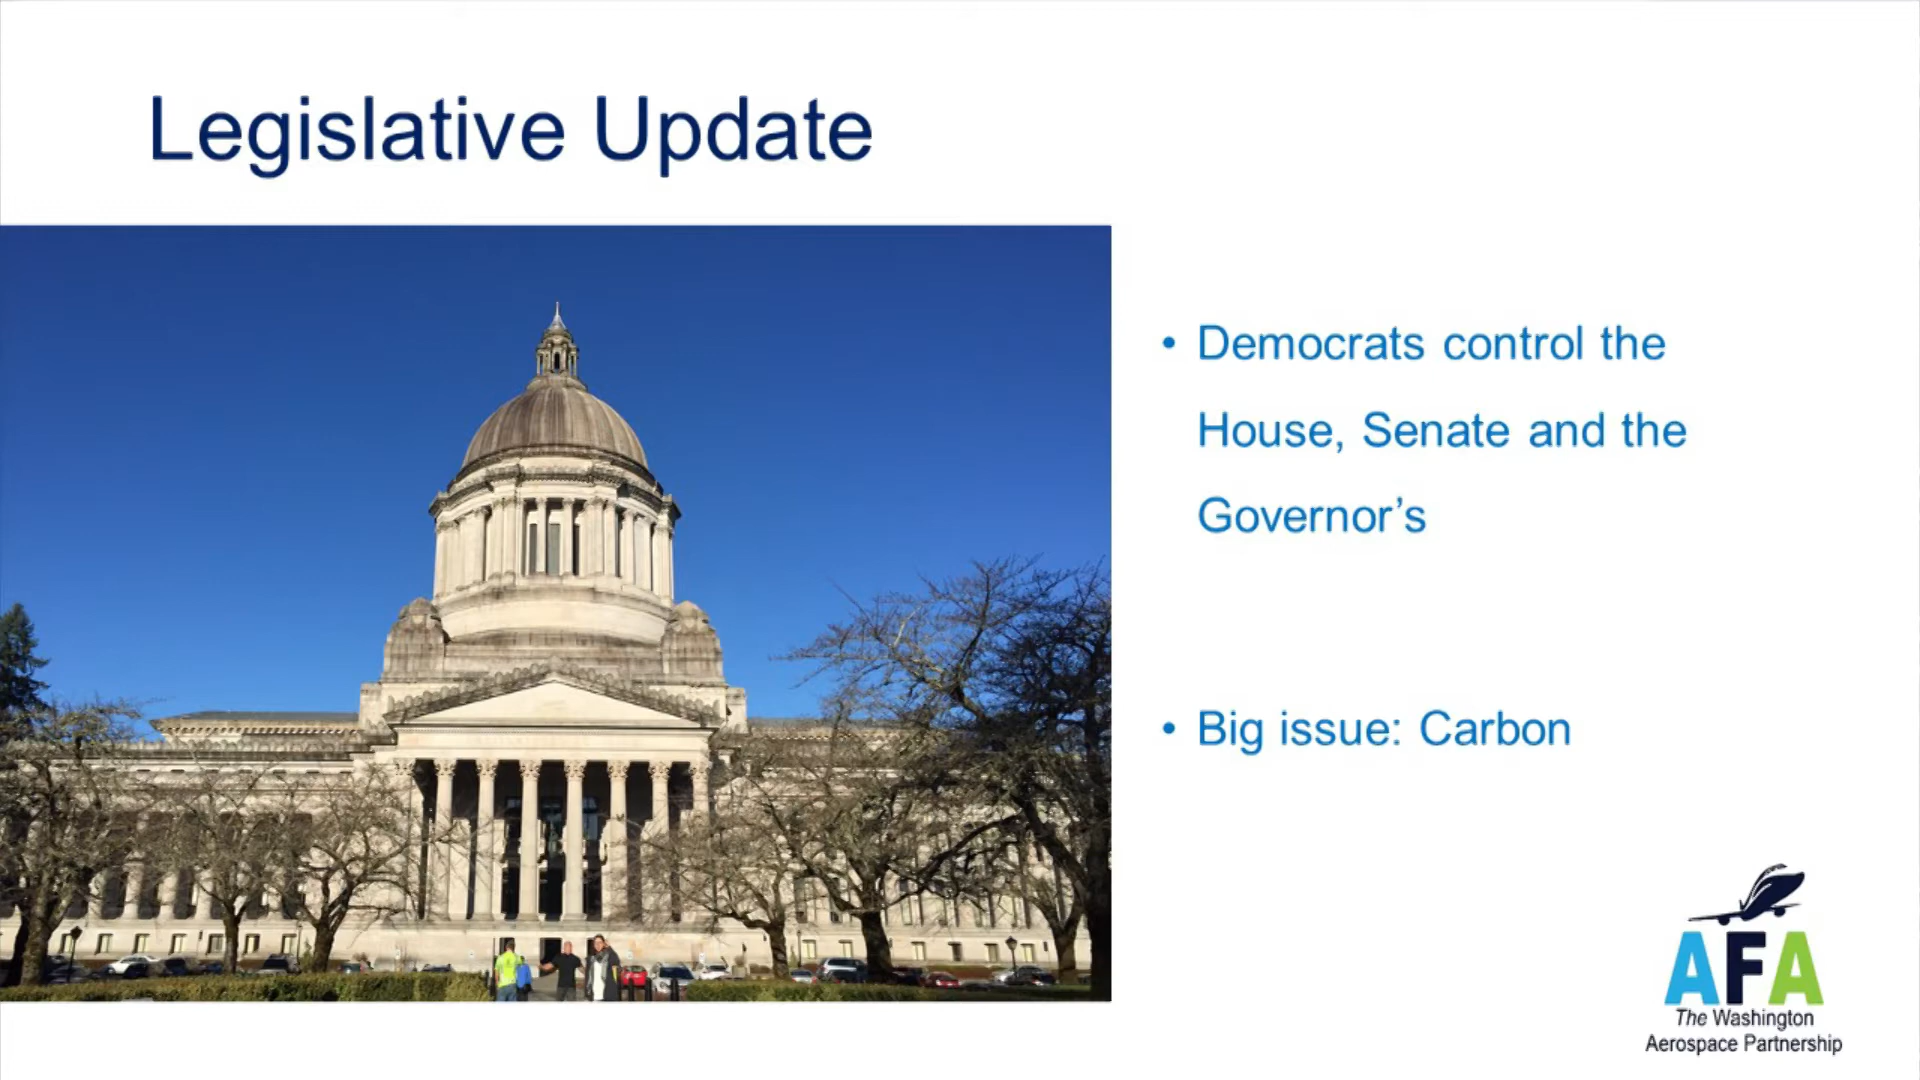 Legislative Update
• Democrats control the
House, Senate and the
Governor’s
• Big issue: Carbon
AFA
The Washington
Aerospace Partnership